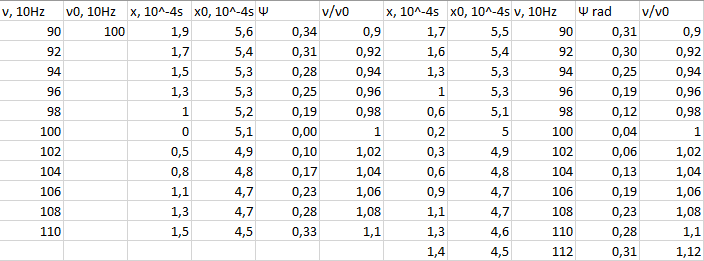 ν, 10Hz ν0, 10Hz x, 10^-4s x0, 10^-4s Ψ ν/ν0 x, 10^-4s x0, 10^-4s ν, 10Hz Ψ rad ν/ν0
90 100 1,9 5,6 0,34 0,9 1,7 5,5 90 0,31 0,9
92 1,7 5,4 0,31 0,92 1,6 5,4 92 0,30 0,92
94 1,5 5,3 0,28 0,94 1,3 5,3 94 0,25 0,94
96 1,3 5,3 0,25 0,96 1 5,3 96 0,19 0,96
98 1 5,2 0,19 0,98 0,6 5,1 98 0,12 0,98
100 0 5,1 0,00 1 0,2 5 100 0,04 1
102 0,5 4,9 0,10 1,02 0,3 4,9 102 0,06 1,02
104 0,8 4,8 0,17 1,04 0,6 4,8 104 0,13 1,04
106 1,1 4,7 0,23 1,06 0,9 4,7 106 0,19 1,06
108 1,3 4,7 0,28 1,08 1,1 4,7 108 0,23 1,08
110 1,5 4,5 0,33 1,1 1,3 4,6 110 0,28 1,1
1,4 4,5 112 0,31 1,12